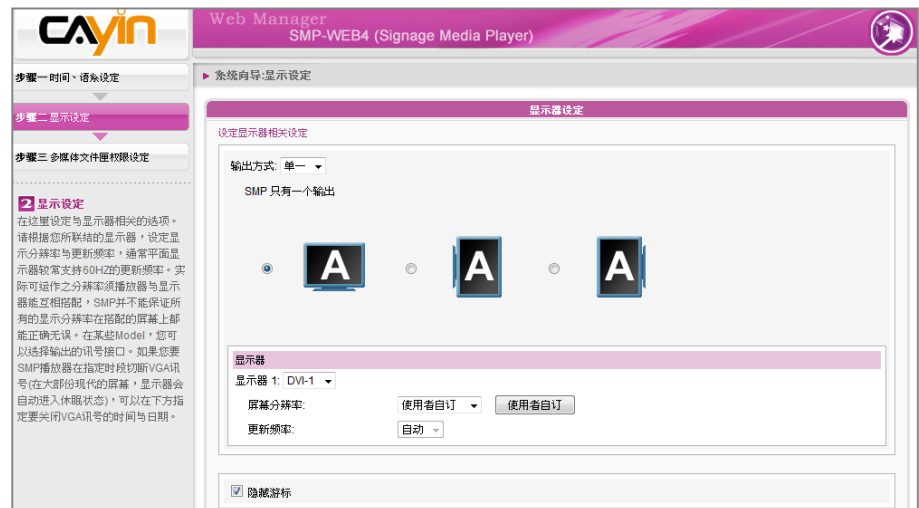 CAYIN
Web Manager
SMP-WEB4 (Signage Media Player)
步骤一 时间、语系设定
步骤二 显示设定
步骤三 多媒体文件匣权限设定
2 显示设定
在这里设定与显示器相关的选项。
请根据您所联结的显示器，设定显
示分辨率与更新频率，通常平面显
示器较常支持60HZ的更新频率。实
际可运作之分辨率须播放器与显示
器能互相搭配，SMP并不能保证所
有的显示分辨率在搭配的屏幕上都
能正确无误。在某些Model，您可
以选择输出的讯号接口。如果您要
SMP播放器在指定时段切断VGA讯
号(在大部份现代的屏幕，显示器会
自动进入休眠状态)，可以在下方指
定要关闭VGA讯号的时间与日期。
系统向导:显示设定
显示器设定
设定显示器相关设定
输出方式: 单一
SMP 只有一个输出
A A A
显示器
显示器 1: DVI-1
屏幕分辨率: 使用者自订 使用者自订
更新频率: 自动
隐藏游标